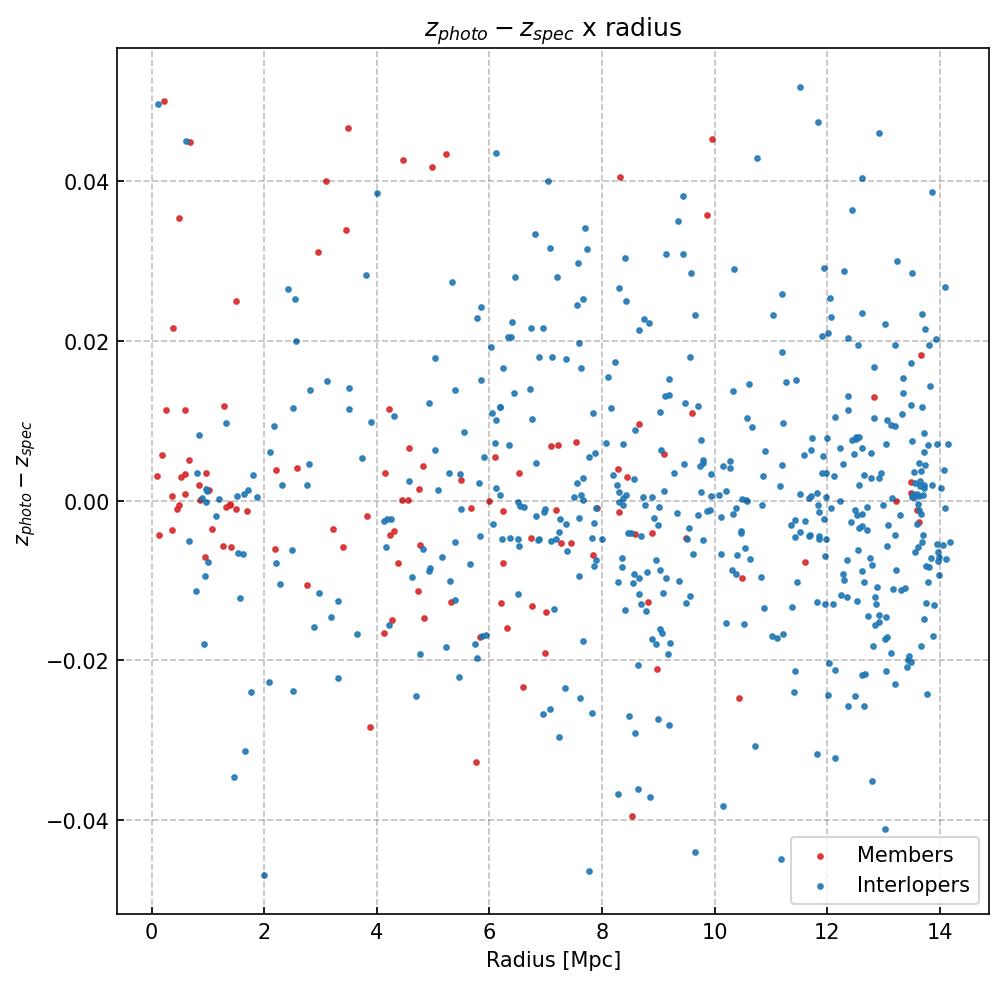 z_photo − z_spec x radius
z_photo − z_spec
0.04
0.02
0.00
−0.02
−0.04
0 2 4 6 8 10 12 14
Radius [Mpc]
Members
Interlopers